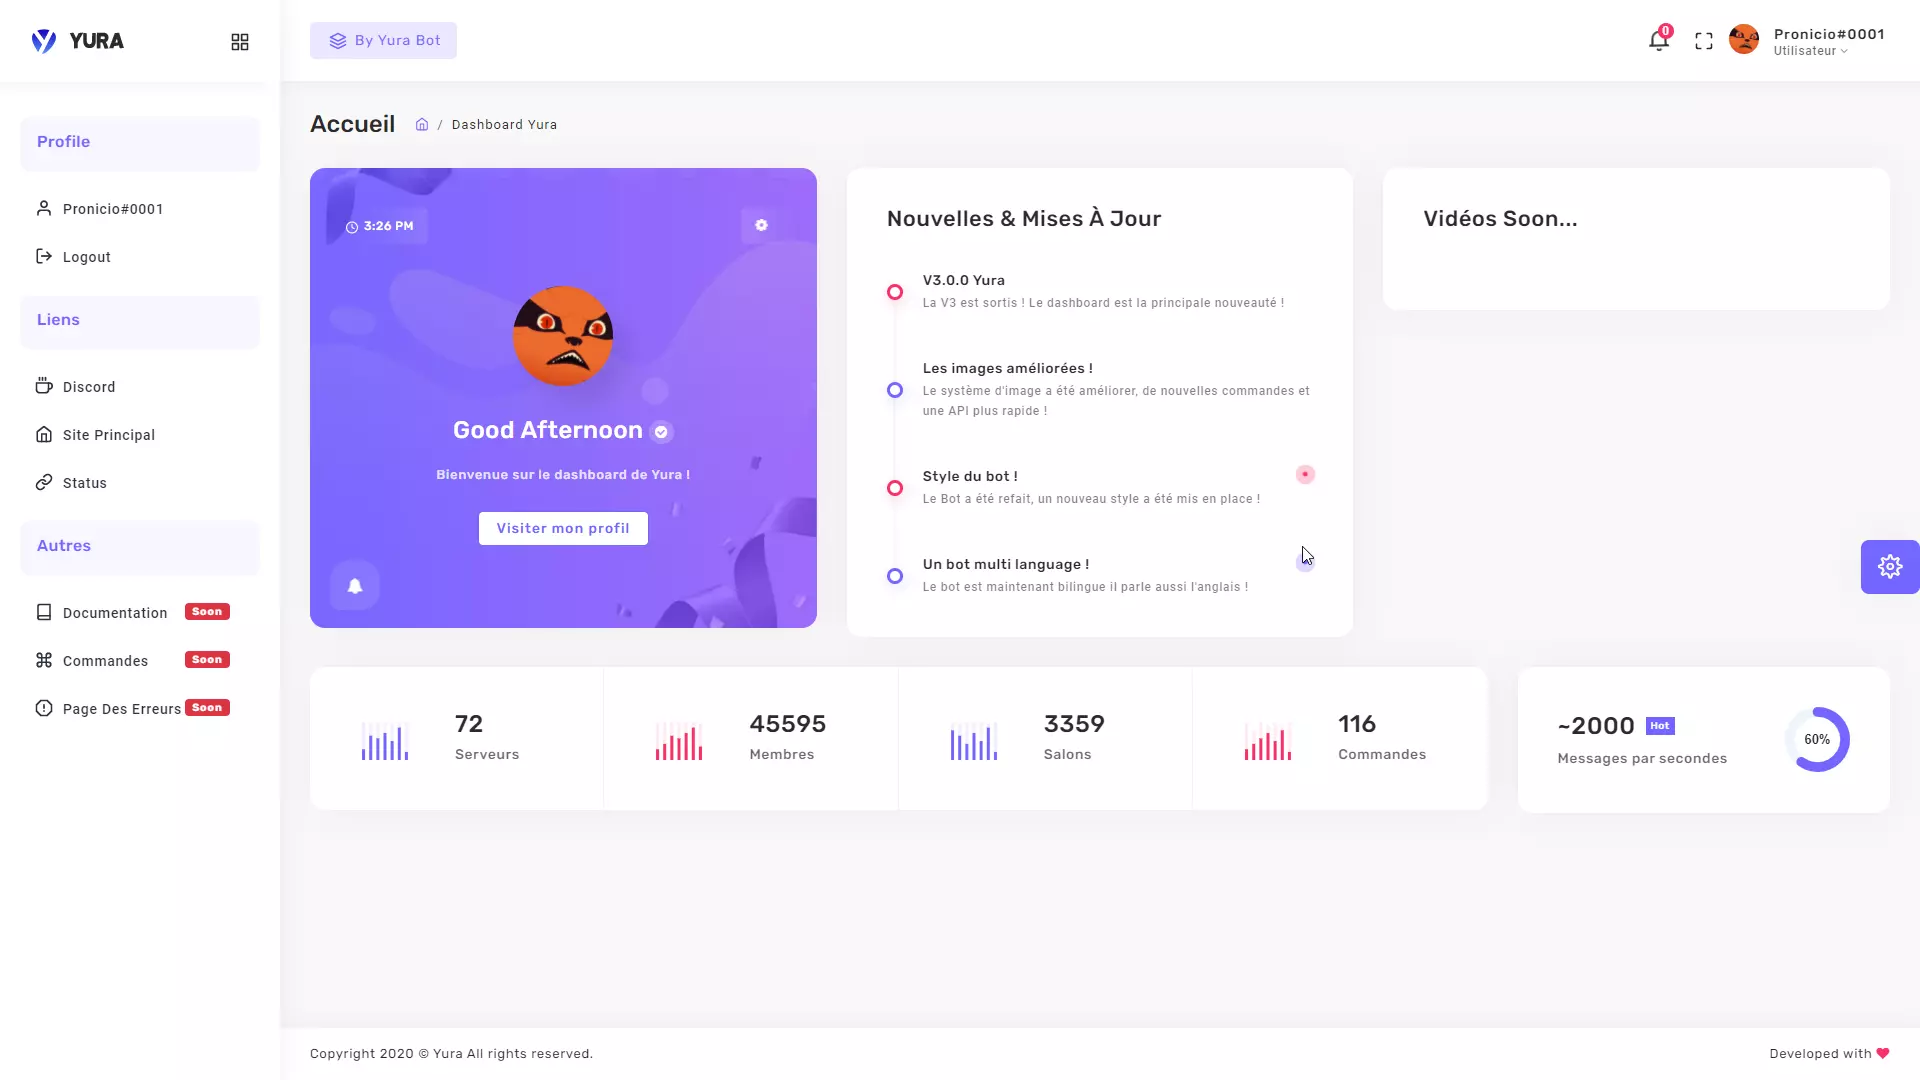 YURA
By Yura Bot
0
Pronicio#0001
Utilisateur
Profile
Pronicio#0001
Logout
Liens
Discord
Site Principal
Status
Autres
Documentation Soon
Commandes Soon
Page Des Erreurs Soon
Accueil / Dashboard Yura
3:26 PM
Good Afternoon
Bienvenue sur le dashboard de Yura !
Visiter mon profil
Nouvelles & Mises À Jour
V3.0.0 Yura
La V3 est sortis ! Le dashboard est la principale nouveauté !
Les images améliorées !
Le système d'image a été améliorer, de nouvelles commandes et
une API plus rapide !
Style du bot !
Le Bot a été refait, un nouveau style a été mis en place !
Un bot multi language !
Le bot est maintenant bilingue il parle aussi l'anglais !
Vidéos Soon...
72
Serveurs
45595
Membres
3359
Salons
116
Commandes
~2000 Hot
Messages par secondes
60%
Copyright 2020 © Yura All rights reserved.
Developed with